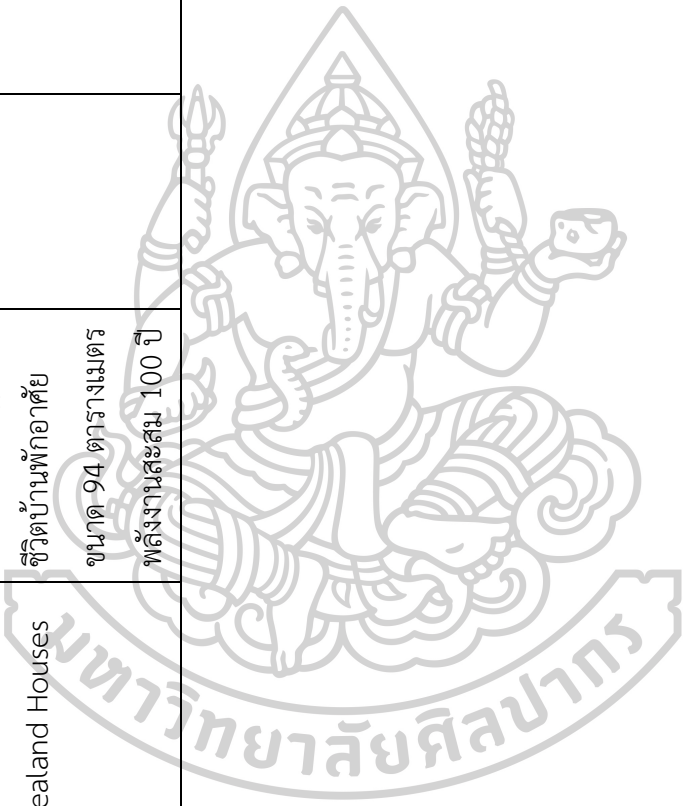 ชีวิตบ้านพักอาศัย
ขนาด 94 ตารางเมตร
พลังงานสะสม 100 ปี
ealand Houses
มหาวิทยาลัยศิลปากร